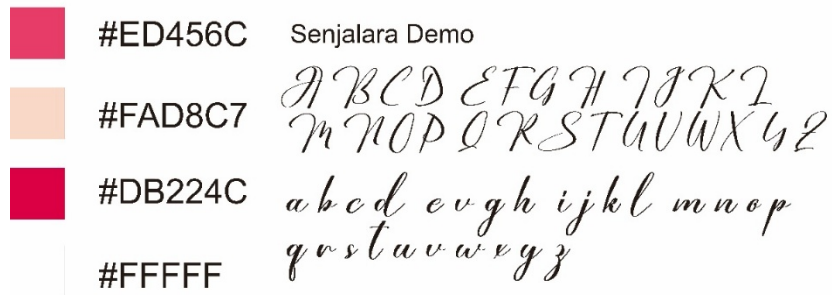 #ED456C
#FAD8C7
#DB224C
#FFFFF
Senjalara Demo
A B C D E F G H I J K L
M N O P Q R S T U V W X Y Z
a b c d e v g h i j k l m n o p
q r s t u v w x y z